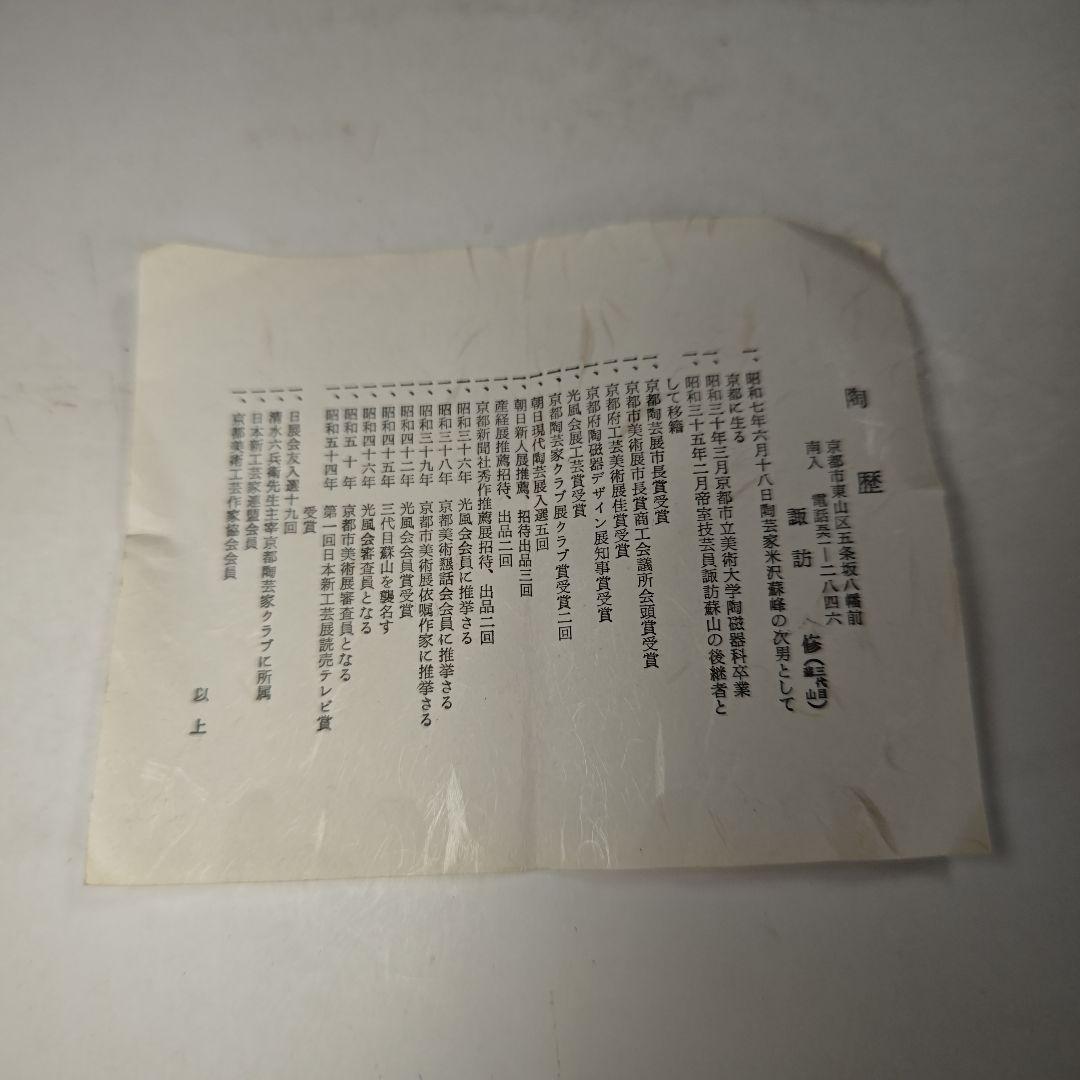 陶歴
京都市東山区五条坂八幡前
南入 電話 ―二八四六
諏訪 修(三代目蘇山)
一、昭和七年六月十八日陶芸家米沢蘇峰の次男として
京都に生る
一、昭和三十年三月京都市立美術大学陶磁器科卒業
一、昭和三十五年二月帝室技芸員諏訪蘇山の後継者と
して移籍
一、京都陶芸展市長賞受賞
一、京都市美術展市長賞商工会議所会頭賞受賞
一、京都府工芸美術展佳賞受賞
一、京都府陶磁器デザイン展知事賞受賞
一、光風会展工芸賞受賞
一、京都陶芸家クラブ展クラブ賞受賞二回
一、朝日現代陶芸展入選五回
一、朝日新人展推薦、招待出品三回
一、産経展推薦招待、出品二回
一、京都新聞社秀作推薦展招待、出品二回
一、昭和三十六年 光風会会員に推挙さる
一、昭和三十八年 京都美術懇話会会員に推挙さる
一、昭和三十九年 京都市美術展依嘱作家に推挙さる
一、昭和四十二年 光風会会員賞受賞
一、昭和四十五年 三代目蘇山を襲名す
一、昭和四十六年 光風会審査員となる
一、昭和五十年 京都市美術展審査員となる
一、昭和五十四年 第一回日本新工芸展読売テレビ賞
受賞
一、日展会友入選十九回
一、清水六兵衛先生主宰京都陶芸家クラブに所属
一、日本新工芸家連盟会員
一、京都美術工芸作家審会会員
以上